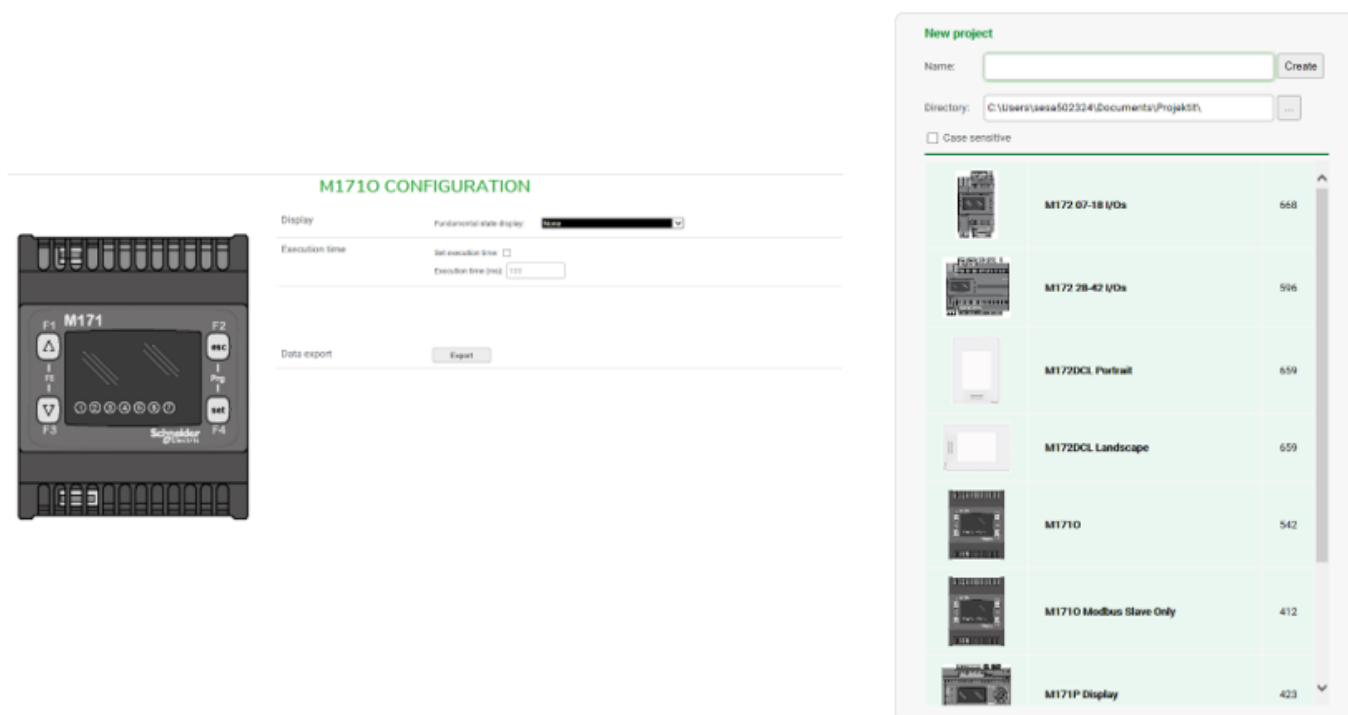 M171O CONFIGURATION
Display
Fundamental state display:
None
Execution time
Set execution time:
Execution time (ms):
100
Data export
Export
F1 M171 F2
esc
F5
Prg
set
①②③④⑤⑥⑦
F3
Schneider
Electric
F4
New project
Name:
Create
Directory:
C:\Users\sesa502324\Documents\Projektit\
...
Case sensitive
M172 07-18 I/Os 668
M172 28-42 I/Os 596
M172DCL Portrait 659
M172DCL Landscape 659
M171O 542
M171O Modbus Slave Only 412
M171P Display 423